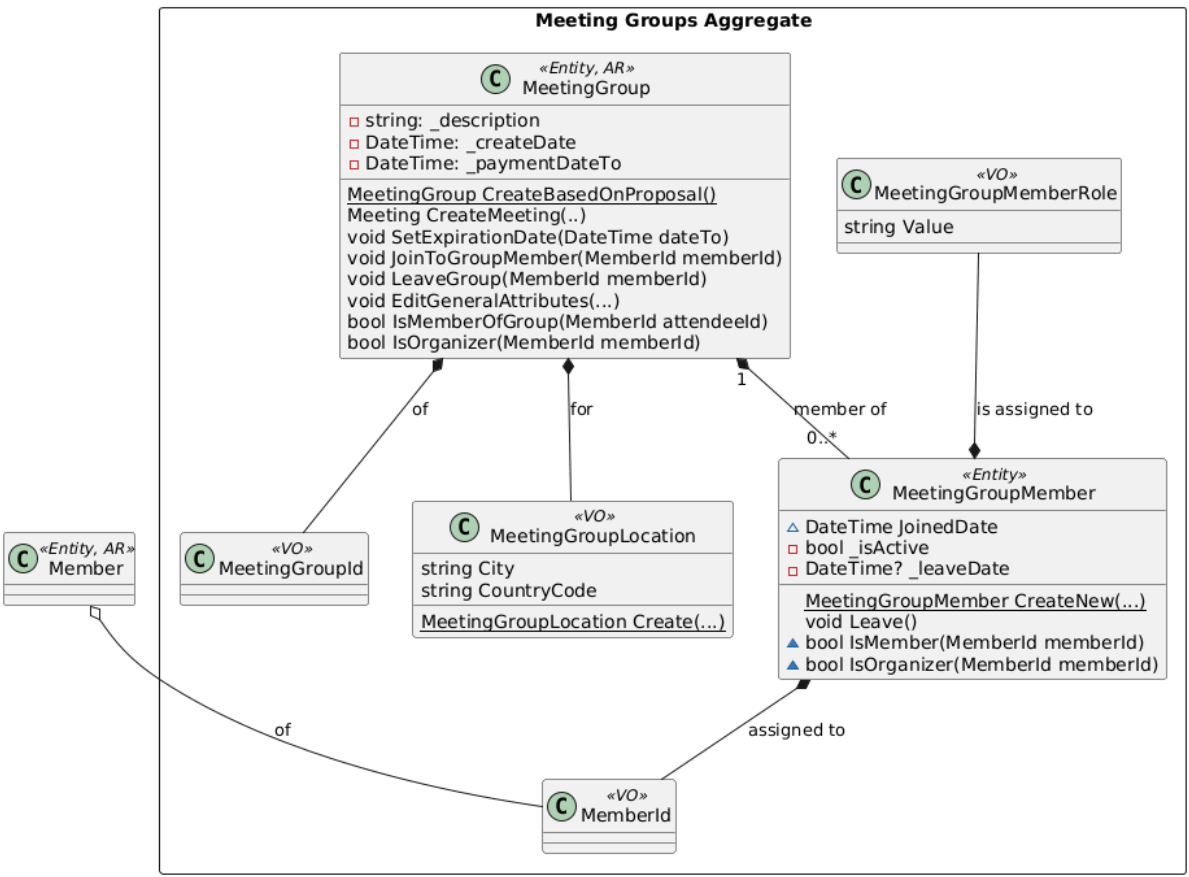 Meeting Groups Aggregate
C
«Entity, AR»
MeetingGroup
string: _description
DateTime: _createDate
DateTime: _paymentDateTo
MeetingGroup CreateBasedOnProposal()
Meeting CreateMeeting(..)
void SetExpirationDate(DateTime dateTo)
void JoinToGroupMember(MemberId memberId)
void LeaveGroup(MemberId memberId)
void EditGeneralAttributes(...)
bool IsMemberOfGroup(MemberId attendeeId)
bool IsOrganizer(MemberId memberId)
C
«VO»
MeetingGroupMemberRole
string Value
1
of
for
member of
is assigned to
0..*
C
«Entity, AR»
Member
C
«VO»
MeetingGroupId
C
«VO»
MeetingGroupLocation
string City
string CountryCode
MeetingGroupLocation Create(...)
C
«Entity»
MeetingGroupMember
DateTime JoinedDate
bool _isActive
DateTime? _leaveDate
MeetingGroupMember CreateNew(...)
void Leave()
bool IsMember(MemberId memberId)
bool IsOrganizer(MemberId memberId)
of
assigned to
C
«VO»
MemberId